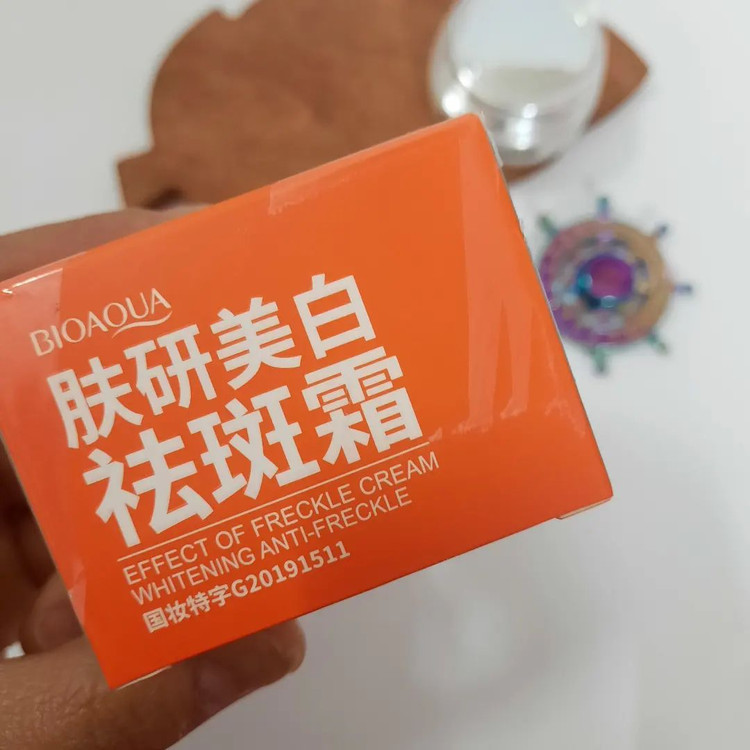 BIOAQUA
肤研美白
祛斑霜
EFFECT OF FRECKLE CREAM
WHITENING ANTI-FRECKLE
国妆特字G20191511